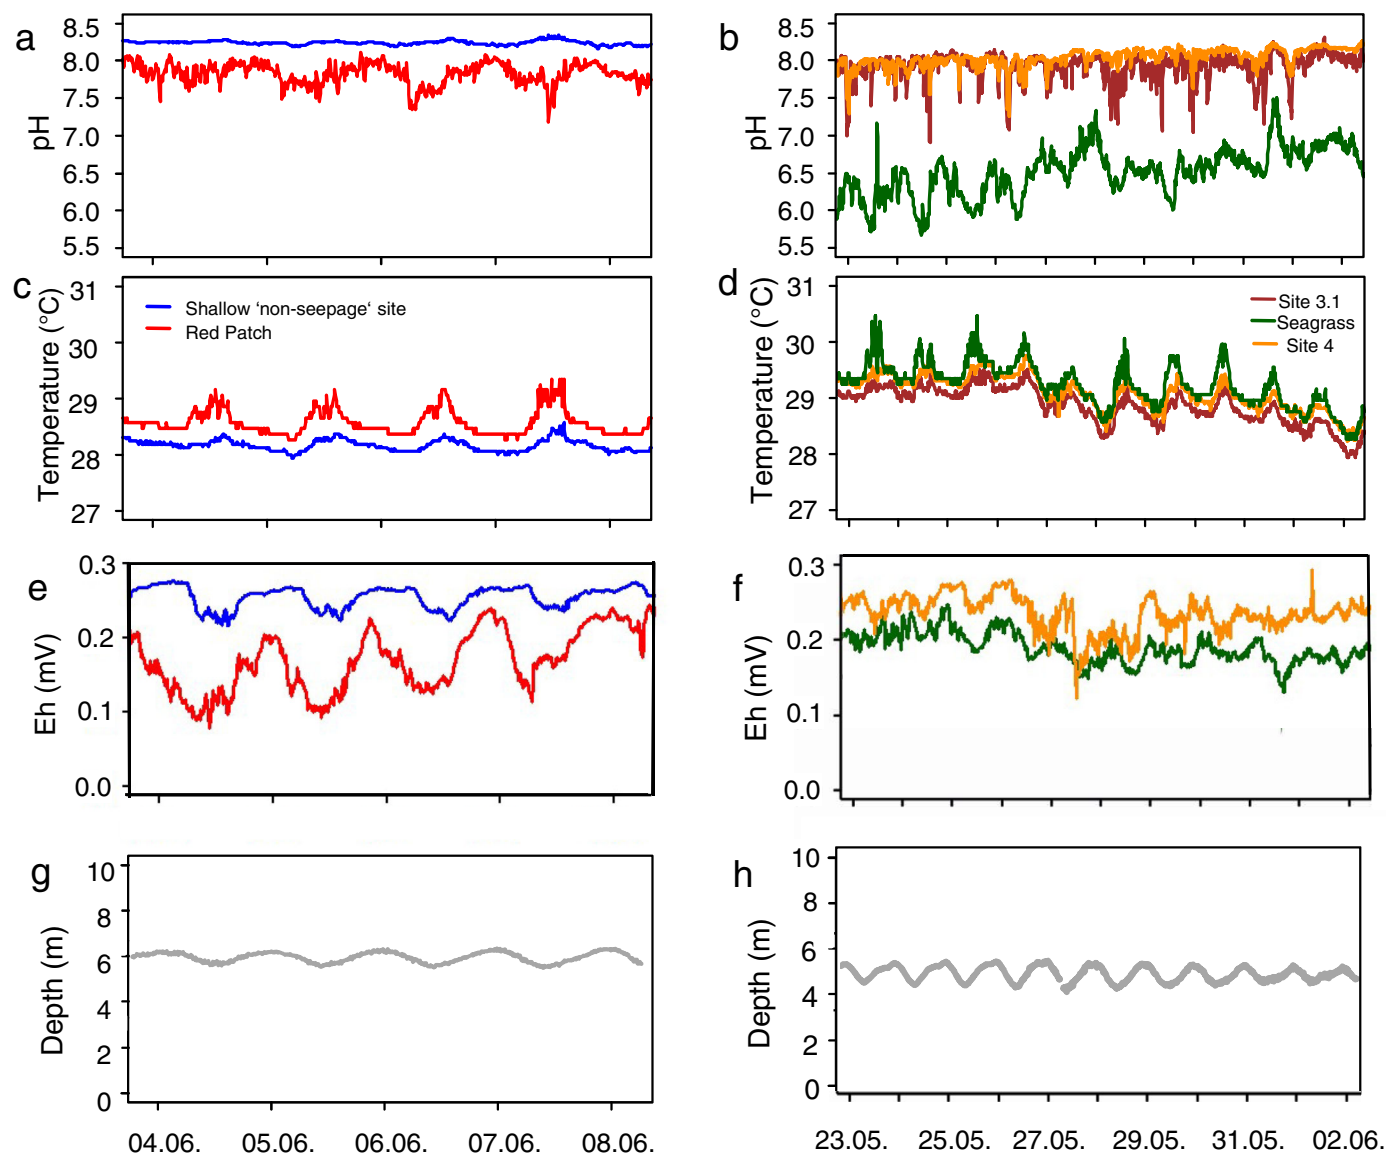 a
8.5
8.0
7.5
7.0
6.5
6.0
5.5
pH
b
8.5
8.0
7.5
7.0
6.5
6.0
5.5
pH
c
31
30
29
28
27
Temperature (°C)
Shallow ‘non-seepage‘ site
Red Patch
d
31
30
29
28
27
Temperature (°C)
Site 3.1
Seagrass
Site 4
e
0.3
0.2
0.1
0.0
Eh (mV)
f
0.3
0.2
0.1
0.0
Eh (mV)
g
10
8
6
4
2
0
Depth (m)
04.06. 05.06. 06.06. 07.06. 08.06.
h
10
8
6
4
2
0
Depth (m)
23.05. 25.05. 27.05. 29.05. 31.05. 02.06.